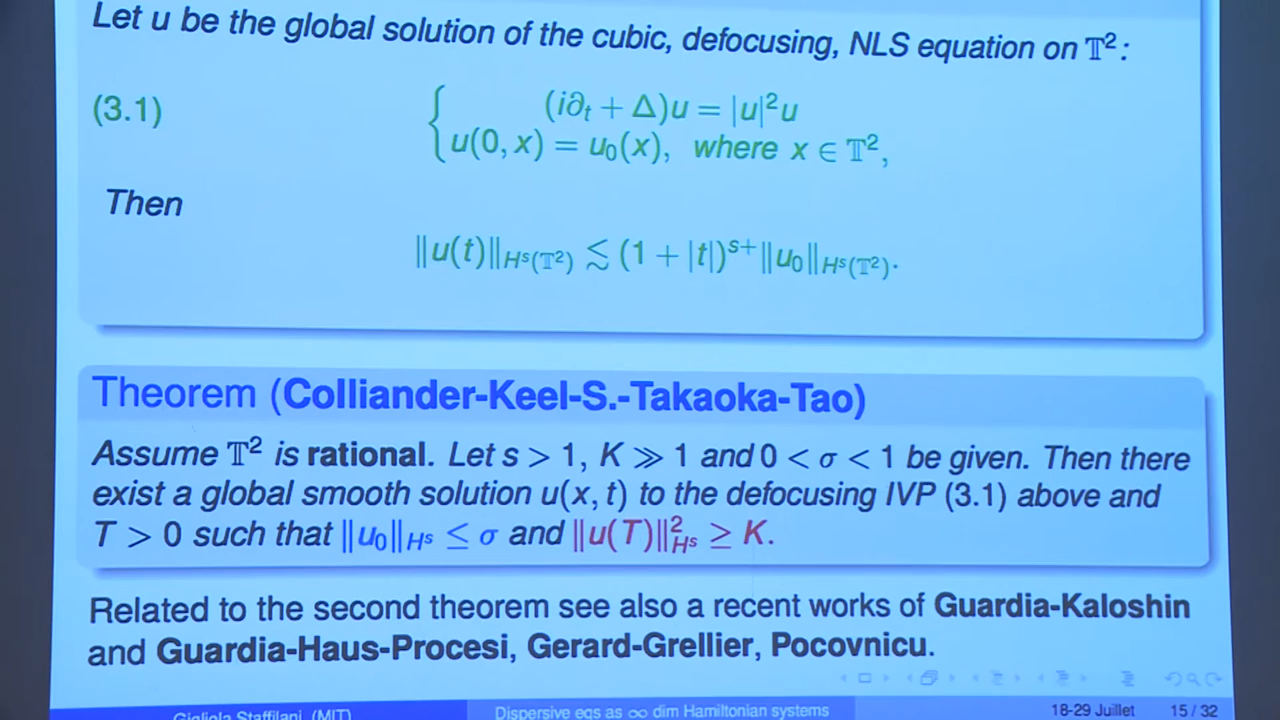 Let u be the global solution of the cubic, defocusing, NLS equation on 𝕋²:
(3.1) { (i∂ₜ + Δ)u = |u|²u
u(0, x) = u₀(x), where x ∈ 𝕋²,
Then
‖u(t)‖_{Hˢ(𝕋²)} ≲ (1 + |t|)^{s+}‖u₀‖_{Hˢ(𝕋²)}.
Theorem (Colliander-Keel-S.-Takaoka-Tao)
Assume 𝕋² is rational. Let s > 1, K ≫ 1 and 0 < σ < 1 be given. Then there
exist a global smooth solution u(x, t) to the defocusing IVP (3.1) above and
T > 0 such that ‖u₀‖_{Hˢ} ≤ σ and ‖u(T)‖²_{Hˢ} ≥ K.
Related to the second theorem see also a recent works of Guardia-Kaloshin
and Guardia-Haus-Procesi, Gerard-Grellier, Pocovnicu.
Gigliola Staffilani (MIT) Dispersive eqs as ∞ dim Hamiltonian systems 18-29 Juillet 15 / 32